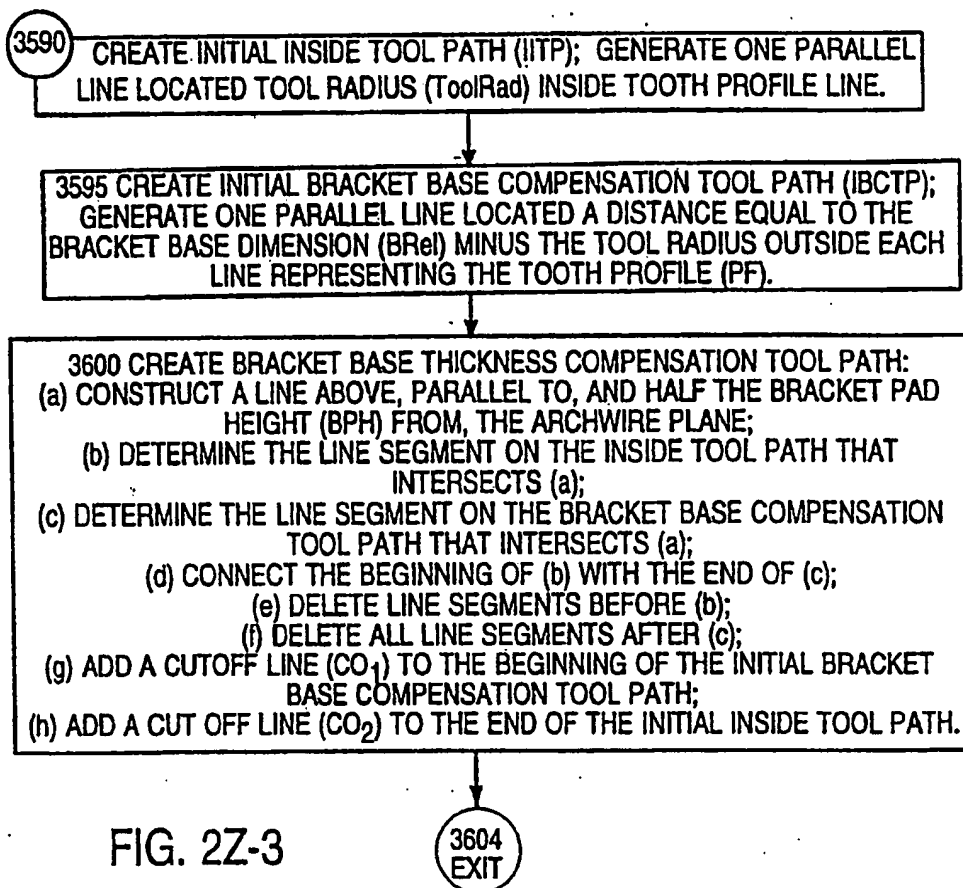 3590
CREATE INITIAL INSIDE TOOL PATH (IITP); GENERATE ONE PARALLEL
LINE LOCATED TOOL RADIUS (ToolRad) INSIDE TOOTH PROFILE LINE.
3595 CREATE INITIAL BRACKET BASE COMPENSATION TOOL PATH (IBCTP);
GENERATE ONE PARALLEL LINE LOCATED A DISTANCE EQUAL TO THE
BRACKET BASE DIMENSION (BRel) MINUS THE TOOL RADIUS OUTSIDE EACH
LINE REPRESENTING THE TOOTH PROFILE (PF).
3600 CREATE BRACKET BASE THICKNESS COMPENSATION TOOL PATH:
(a) CONSTRUCT A LINE ABOVE, PARALLEL TO, AND HALF THE BRACKET PAD
HEIGHT (BPH) FROM, THE ARCHWIRE PLANE;
(b) DETERMINE THE LINE SEGMENT ON THE INSIDE TOOL PATH THAT
INTERSECTS (a);
(c) DETERMINE THE LINE SEGMENT ON THE BRACKET BASE COMPENSATION
TOOL PATH THAT INTERSECTS (a);
(d) CONNECT THE BEGINNING OF (b) WITH THE END OF (c);
(e) DELETE LINE SEGMENTS BEFORE (b);
(f) DELETE ALL LINE SEGMENTS AFTER (c);
(g) ADD A CUTOFF LINE (CO1) TO THE BEGINNING OF THE INITIAL BRACKET
BASE COMPENSATION TOOL PATH;
(h) ADD A CUT OFF LINE (CO2) TO THE END OF THE INITIAL INSIDE TOOL PATH.
FIG. 2Z-3
3604
EXIT